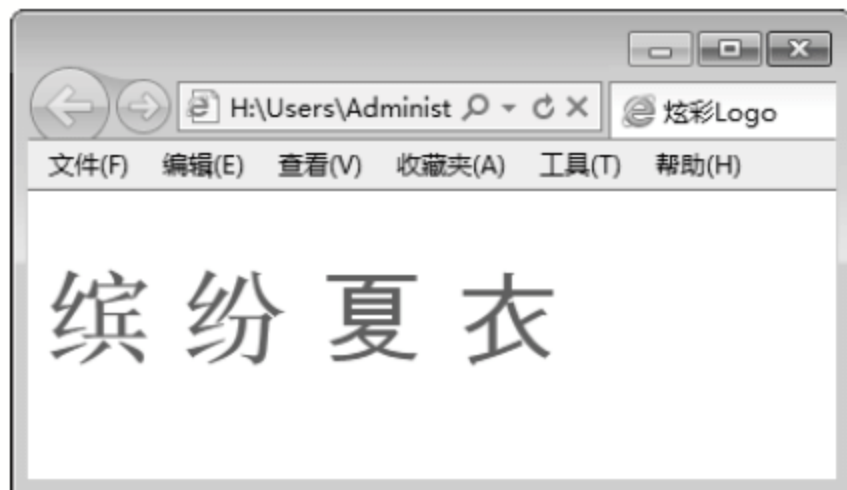 H:\Users\Administ
炫彩Logo
文件(F) 编辑(E) 查看(V) 收藏夹(A) 工具(T) 帮助(H)
缤 纷 夏 衣